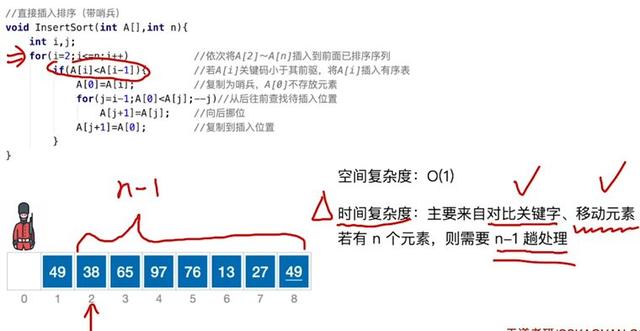 //直接插入排序（带哨兵）
void InsertSort(int A[],int n){
int i,j;
for(i=2;i<=n;i++) //依次将A[2]～A[n]插入到前面已排序序列
if(A[i]<A[i-1]){ //若A[i]关键码小于其前驱，将A[i]插入有序表
A[0]=A[i]; //复制为哨兵，A[0]不存放元素
for(j=i-1;A[0]<A[j];--j)//从后往前查找待插入位置
A[j+1]=A[j]; //向后挪位
A[j+1]=A[0]; //复制到插入位置
}
}
n-1
空间复杂度：O(1)
时间复杂度：主要来自对比关键字、移动元素
若有 n 个元素，则需要 n-1 趟处理
49 38 65 97 76 13 27 49
0 1 2 3 4 5 6 7 8